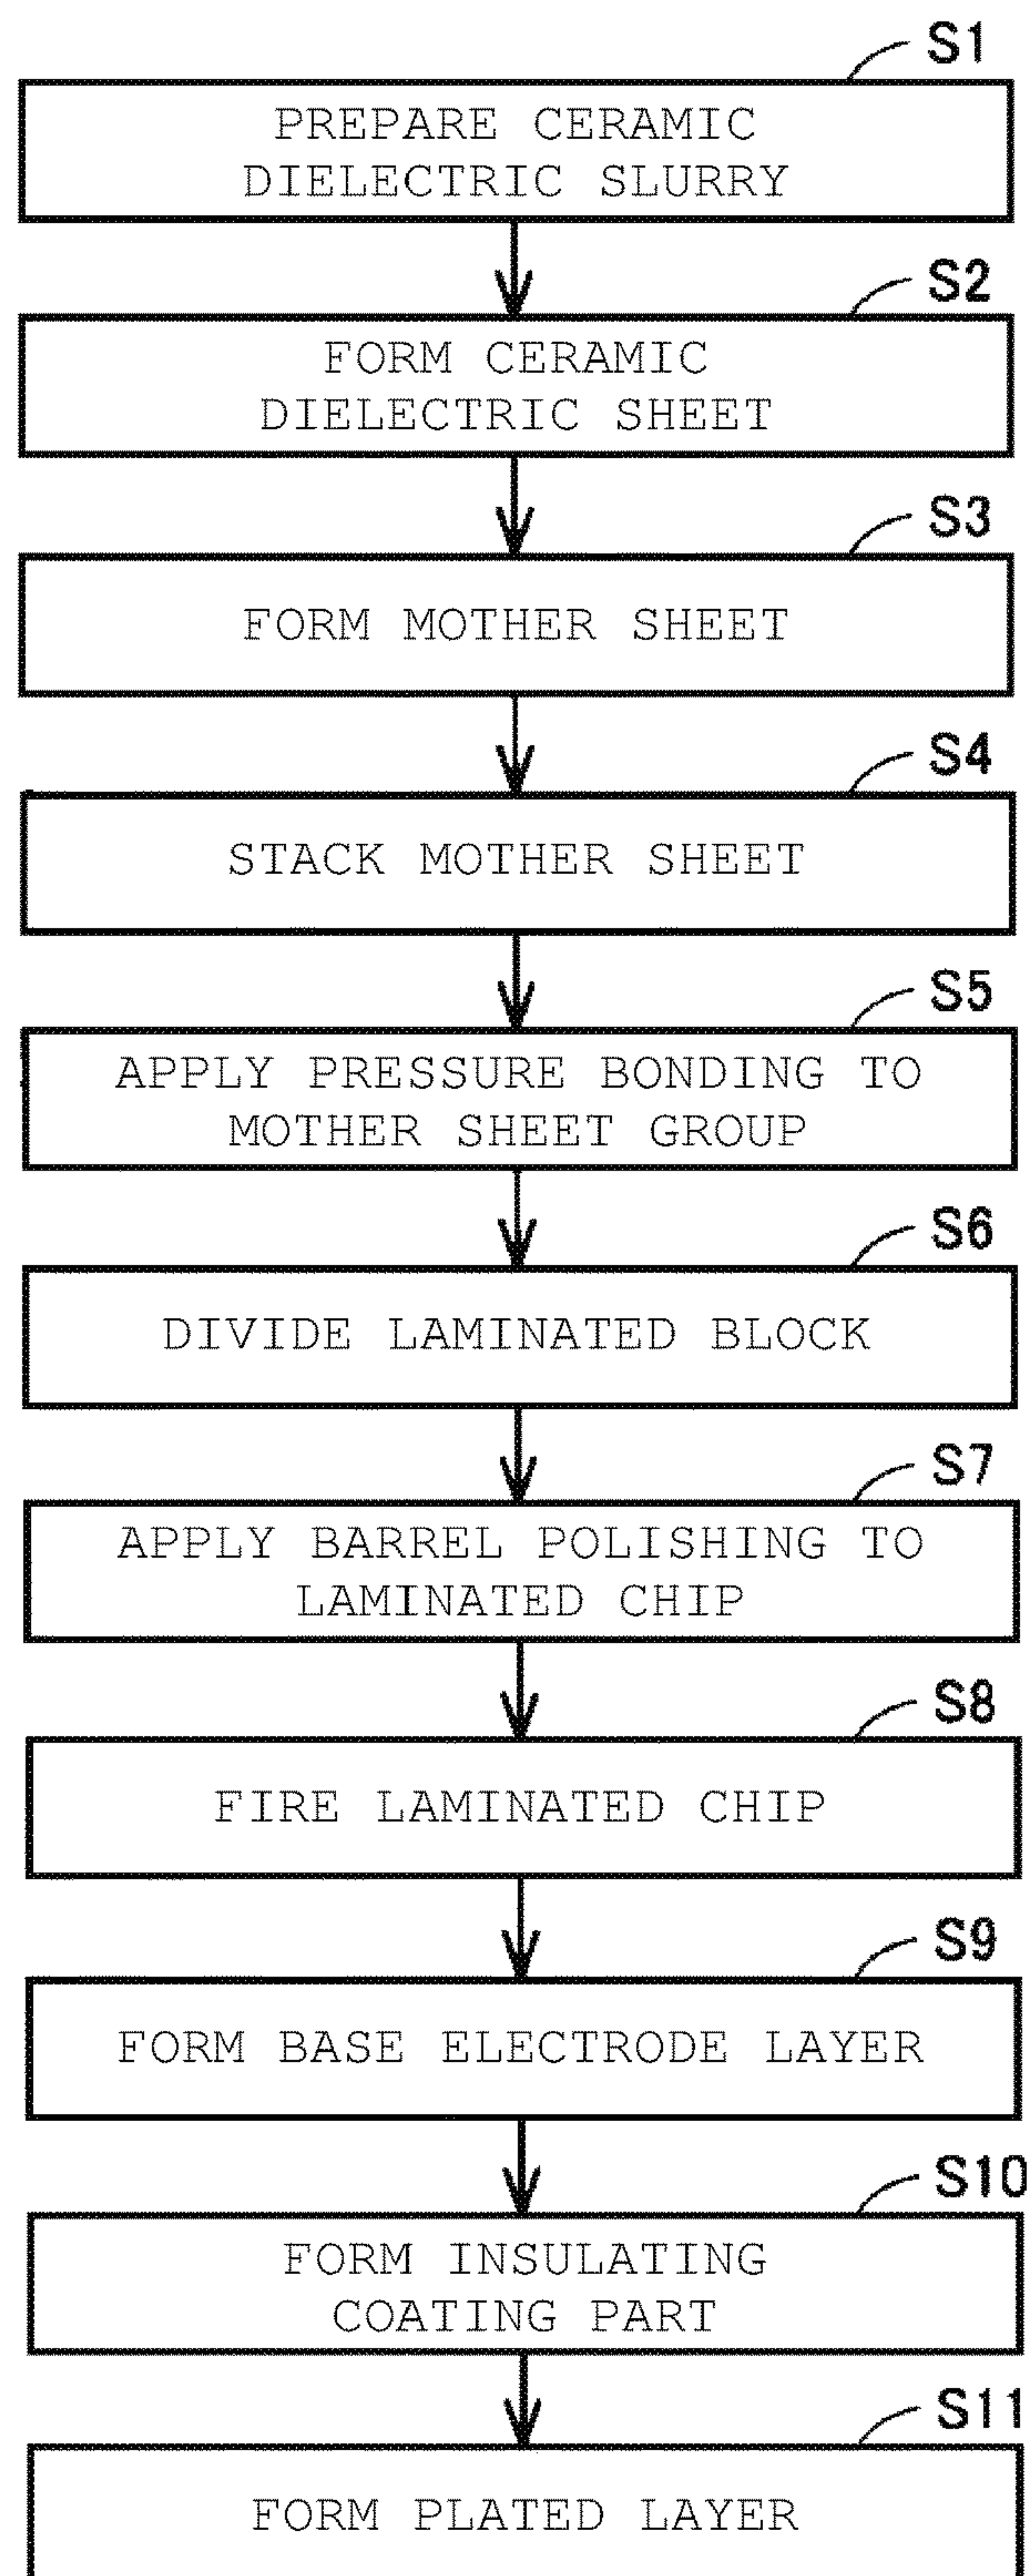 S1
PREPARE CERAMIC
DIELECTRIC SLURRY
S2
FORM CERAMIC
DIELECTRIC SHEET
S3
FORM MOTHER SHEET
S4
STACK MOTHER SHEET
S5
APPLY PRESSURE BONDING TO
MOTHER SHEET GROUP
S6
DIVIDE LAMINATED BLOCK
S7
APPLY BARREL POLISHING TO
LAMINATED CHIP
S8
FIRE LAMINATED CHIP
S9
FORM BASE ELECTRODE LAYER
S10
FORM INSULATING
COATING PART
S11
FORM PLATED LAYER